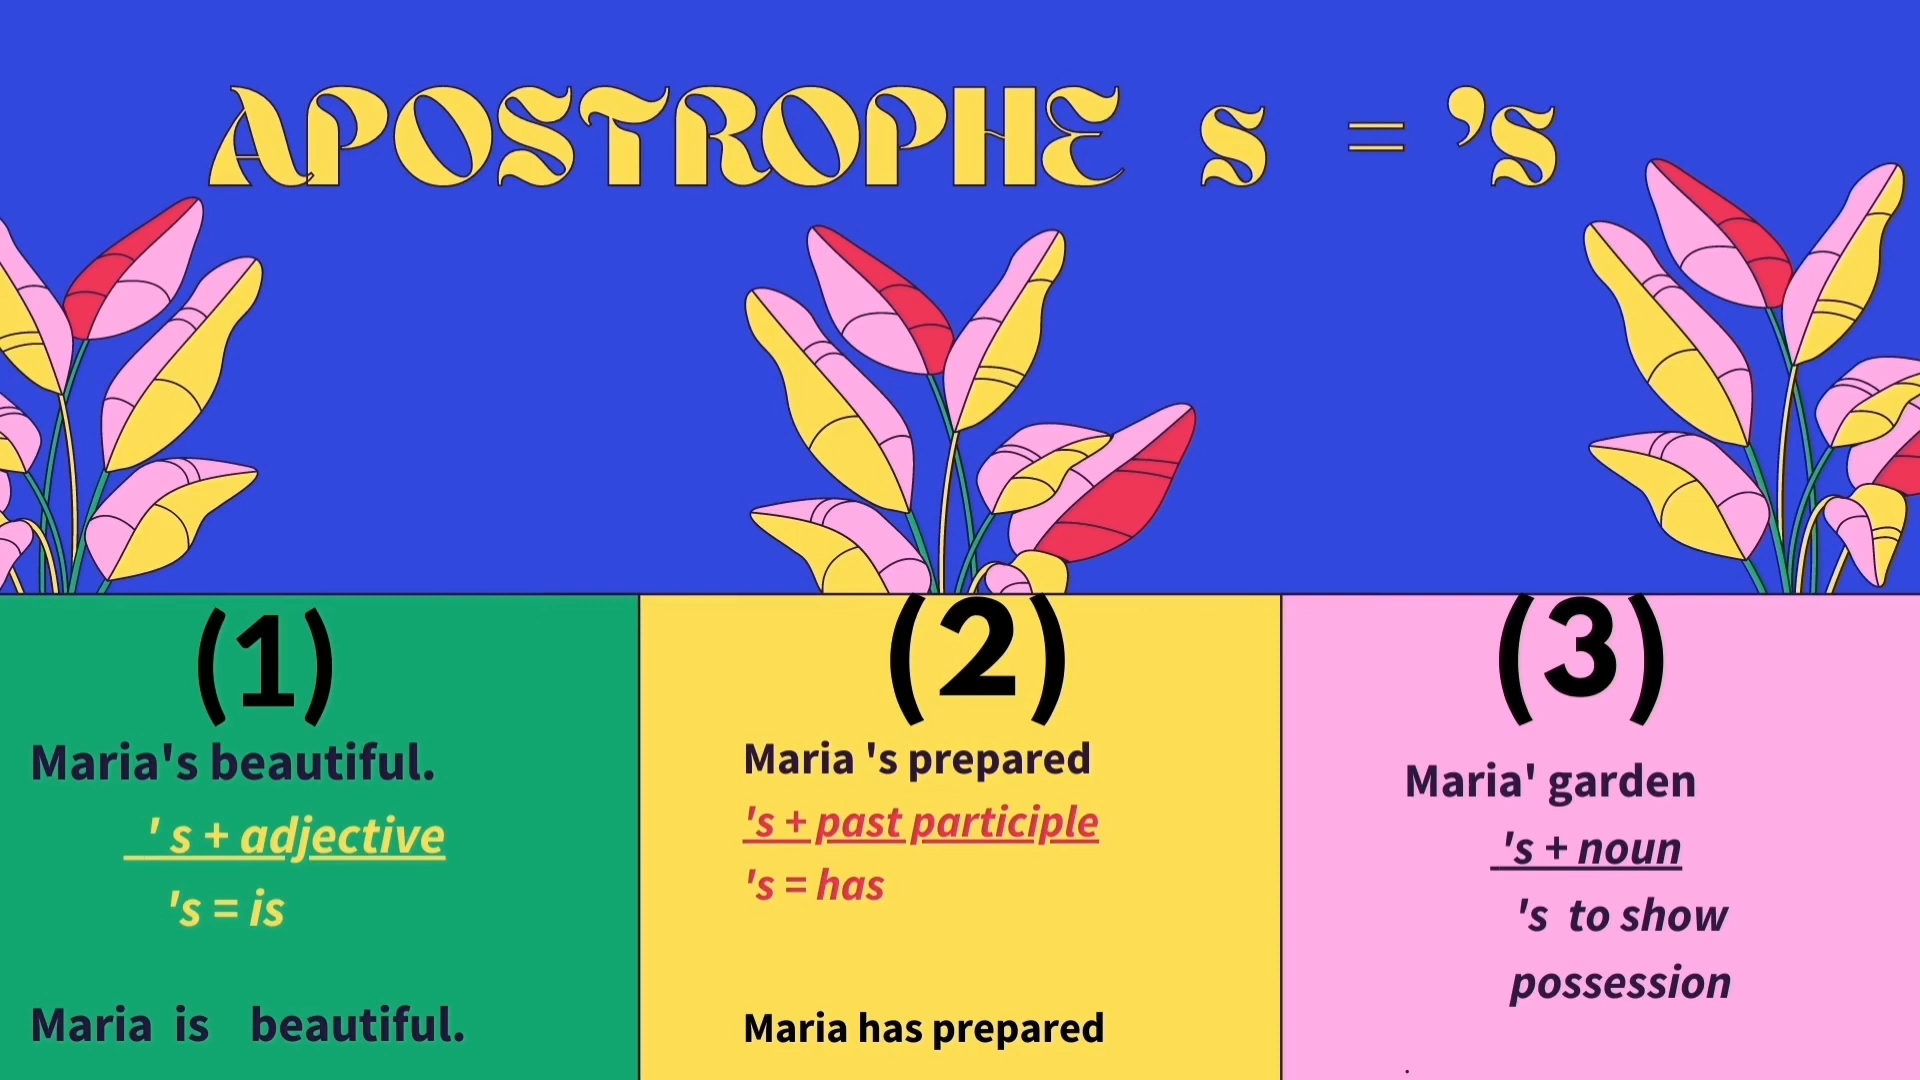 APOSTROPHE s = ’s
(1)
Maria's beautiful.
' s + adjective
's = is
Maria is beautiful.
(2)
Maria 's prepared
's + past participle
's = has
Maria has prepared
(3)
Maria' garden
's + noun
's to show
possession
.